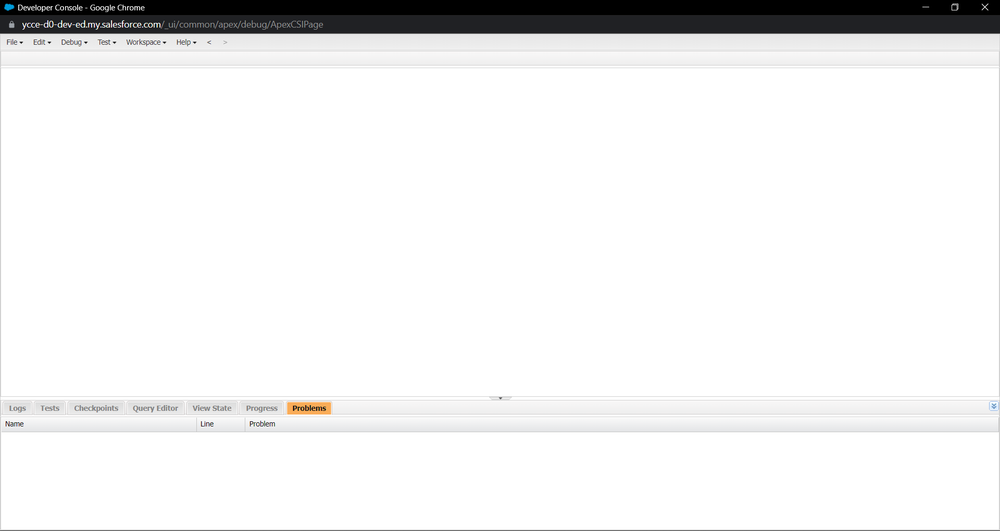 Developer Console - Google Chrome
ycce-d0-dev-ed.my.salesforce.com/_ui/common/apex/debug/ApexCSIPage
File Edit Debug Test Workspace Help < >
Logs Tests Checkpoints Query Editor View State Progress Problems
Name Line Problem